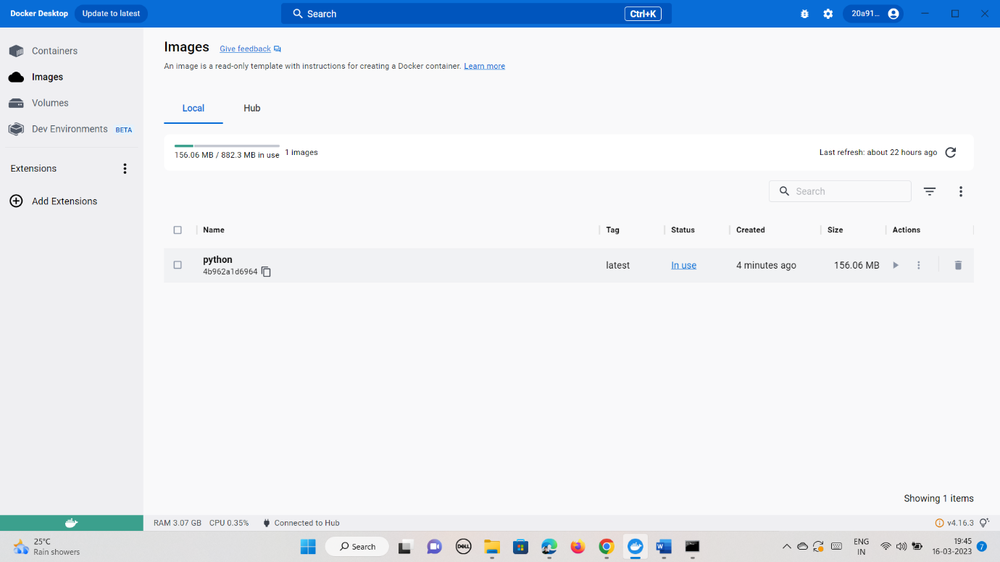 Docker Desktop Update to latest Search Ctrl+K 20a91...
Containers
Images
Volumes
Dev Environments BETA
Extensions
Add Extensions
Images Give feedback
An image is a read-only template with instructions for creating a Docker container. Learn more
Local Hub
156.06 MB / 882.3 MB in use 1 images Last refresh: about 22 hours ago
Search
Name Tag Status Created Size Actions
python
4b962a1d6964
latest In use 4 minutes ago 156.06 MB
Showing 1 items
RAM 3.07 GB CPU 0.35% Connected to Hub v4.16.3
25°C
Rain showers
Search
DELL
W
ENG
IN
19:45
16-03-2023
7